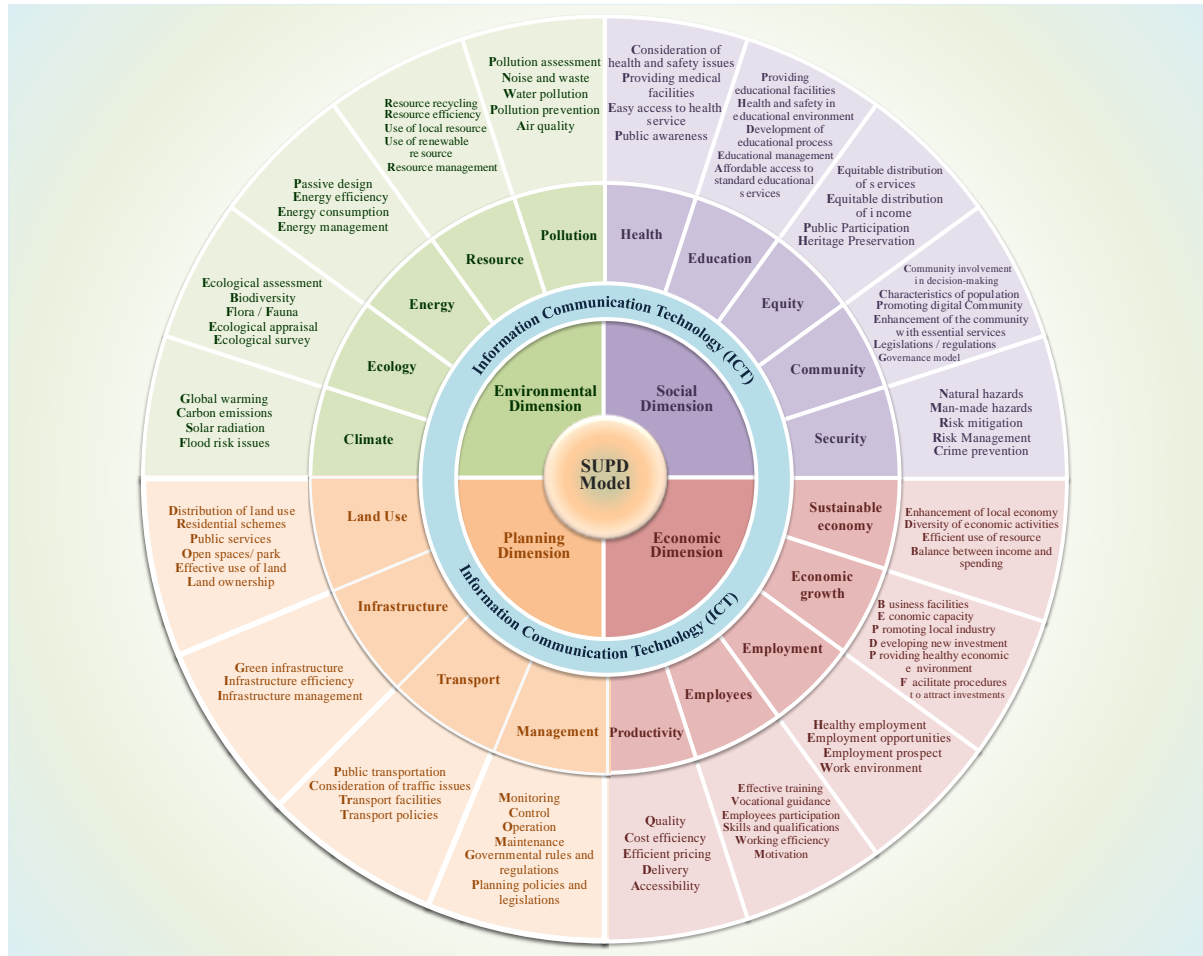 SUPD
Model
Environmental
Dimension
Social
Dimension
Planning
Dimension
Economic
Dimension
Information Communication Technology (ICT)
Information Communication Technology (ICT)
Pollution
Pollution assessment
Noise and waste
Water pollution
Pollution prevention
Air quality
Resource
Resource recycling
Resource efficiency
Use of local resource
Use of renewable
resource
Resource management
Energy
Passive design
Energy efficiency
Energy consumption
Energy management
Ecology
Ecological assessment
Biodiversity
Flora / Fauna
Ecological appraisal
Ecological survey
Climate
Global warming
Carbon emissions
Solar radiation
Flood risk issues
Health
Consideration of
health and safety issues
Providing medical
facilities
Easy access to health
service
Public awareness
Education
Providing
educational facilities
Health and safety in
educational environment
Development of
educational process
Educational management
Affordable access to
standard educational
services
Equity
Equitable distribution
of services
Equitable distribution
of income
Public Participation
Heritage Preservation
Community
Community involvement
in decision-making
Characteristics of population
Promoting digital Community
Enhancement of the community
with essential services
Legislations / regulations
Governance model
Security
Natural hazards
Man-made hazards
Risk mitigation
Risk Management
Crime prevention
Sustainable
economy
Enhancement of local economy
Diversity of economic activities
Efficient use of resource
Balance between income and
spending
Economic
growth
Business facilities
Economic capacity
Promoting local industry
Developing new investment
Providing healthy economic
environment
Facilitate procedures
to attract investments
Employment
Healthy employment
Employment opportunities
Employment prospect
Work environment
Employees
Effective training
Vocational guidance
Employees participation
Skills and qualifications
Working efficiency
Motivation
Productivity
Quality
Cost efficiency
Efficient pricing
Delivery
Accessibility
Management
Monitoring
Control
Operation
Maintenance
Governmental rules and
regulations
Planning policies and
legislations
Transport
Public transportation
Consideration of traffic issues
Transport facilities
Transport policies
Infrastructure
Green infrastructure
Infrastructure efficiency
Infrastructure management
Land Use
Distribution of land use
Residential schemes
Public services
Open spaces/ park
Effective use of land
Land ownership